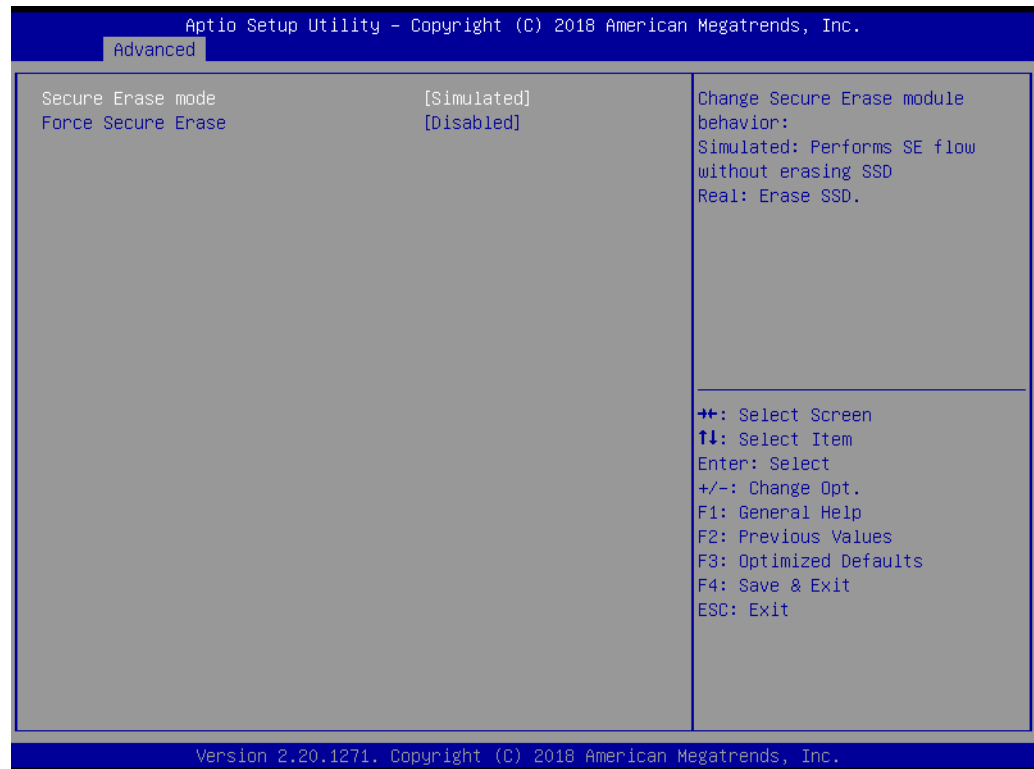 Aptio Setup Utility – Copyright (C) 2018 American Megatrends, Inc.
Advanced
Secure Erase mode [Simulated]
Force Secure Erase [Disabled]
Change Secure Erase module
behavior:
Simulated: Performs SE flow
without erasing SSD
Real: Erase SSD.
→←: Select Screen
↑↓: Select Item
Enter: Select
+/-: Change Opt.
F1: General Help
F2: Previous Values
F3: Optimized Defaults
F4: Save & Exit
ESC: Exit
Version 2.20.1271. Copyright (C) 2018 American Megatrends, Inc.